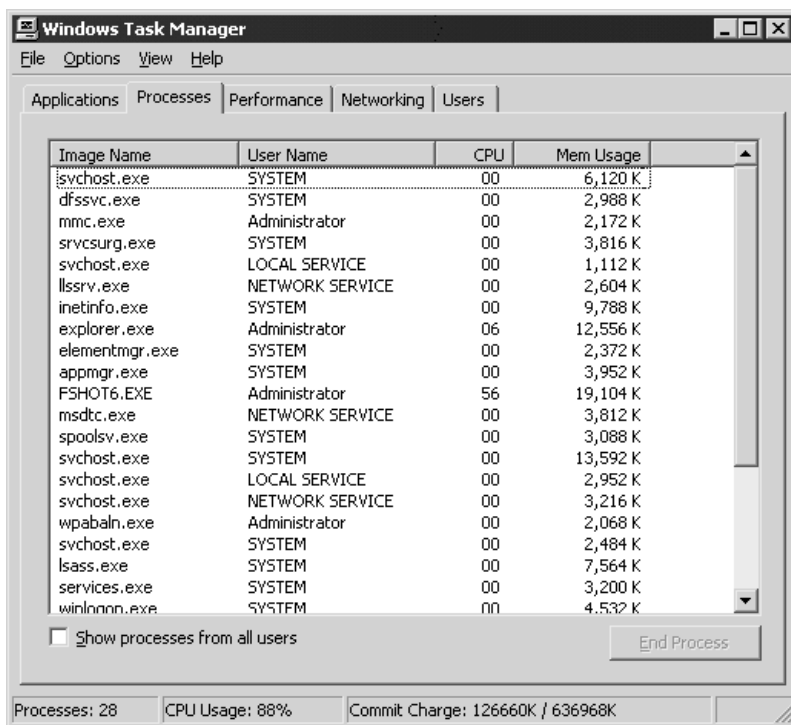 Windows Task Manager
File Options View Help
Applications Processes Performance Networking Users
Image Name User Name CPU Mem Usage
svchost.exe SYSTEM 00 6,120 K
dfssvc.exe SYSTEM 00 2,988 K
mmc.exe Administrator 00 2,172 K
srvcsurg.exe SYSTEM 00 3,816 K
svchost.exe LOCAL SERVICE 00 1,112 K
llssrv.exe NETWORK SERVICE 00 2,604 K
inetinfo.exe SYSTEM 00 9,788 K
explorer.exe Administrator 06 12,556 K
elementmgr.exe SYSTEM 00 2,372 K
appmgr.exe SYSTEM 00 3,952 K
FSHOT6.EXE Administrator 56 19,104 K
msdtc.exe NETWORK SERVICE 00 3,812 K
spoolsv.exe SYSTEM 00 3,088 K
svchost.exe SYSTEM 00 13,592 K
svchost.exe LOCAL SERVICE 00 2,952 K
svchost.exe NETWORK SERVICE 00 3,216 K
wpabaln.exe Administrator 00 2,068 K
svchost.exe SYSTEM 00 2,484 K
lsass.exe SYSTEM 00 7,564 K
services.exe SYSTEM 00 3,200 K
winlogon.exe SYSTEM 00 4,532 K
Show processes from all users
End Process
Processes: 28 CPU Usage: 88% Commit Charge: 126660K / 636968K